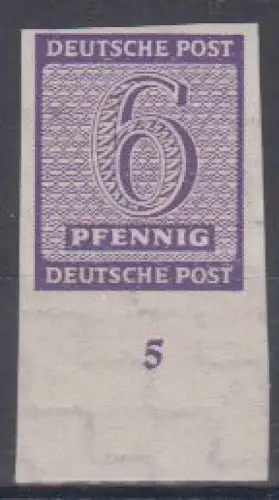 DEUTSCHE POST
6
PFENNIG
DEUTSCHE POST
5